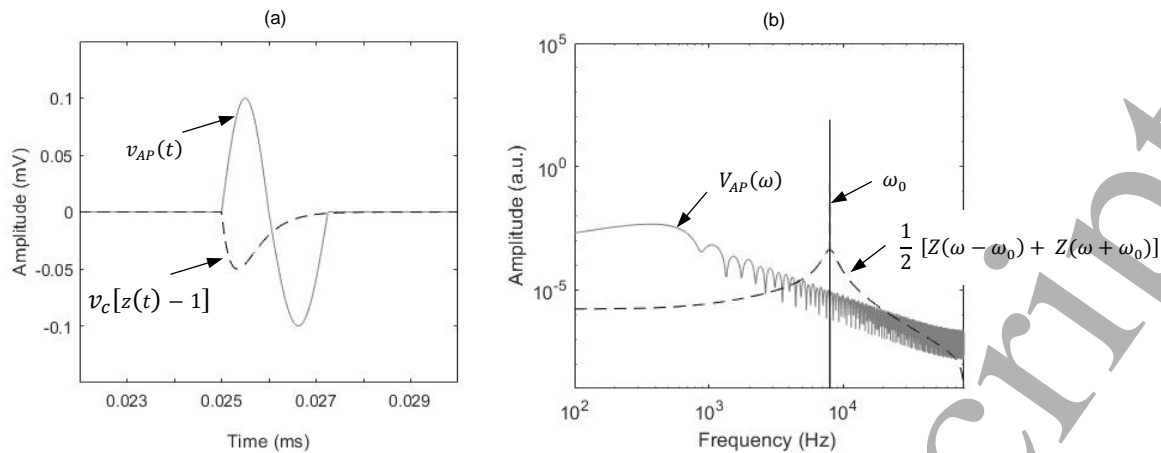 (a)
Amplitude (mV)
0.1
0.05
0
-0.05
-0.1
v_AP(t)
v_C[z(t) − 1]
0.023
0.025
0.027
0.029
Time (ms)
(b)
Amplitude (a.u.)
10^5
10^0
10^-5
V_AP(ω)
ω_0
1/2 [Z(ω − ω_0) + Z(ω + ω_0)]
10^2
10^3
10^4
Frequency (Hz)
cript